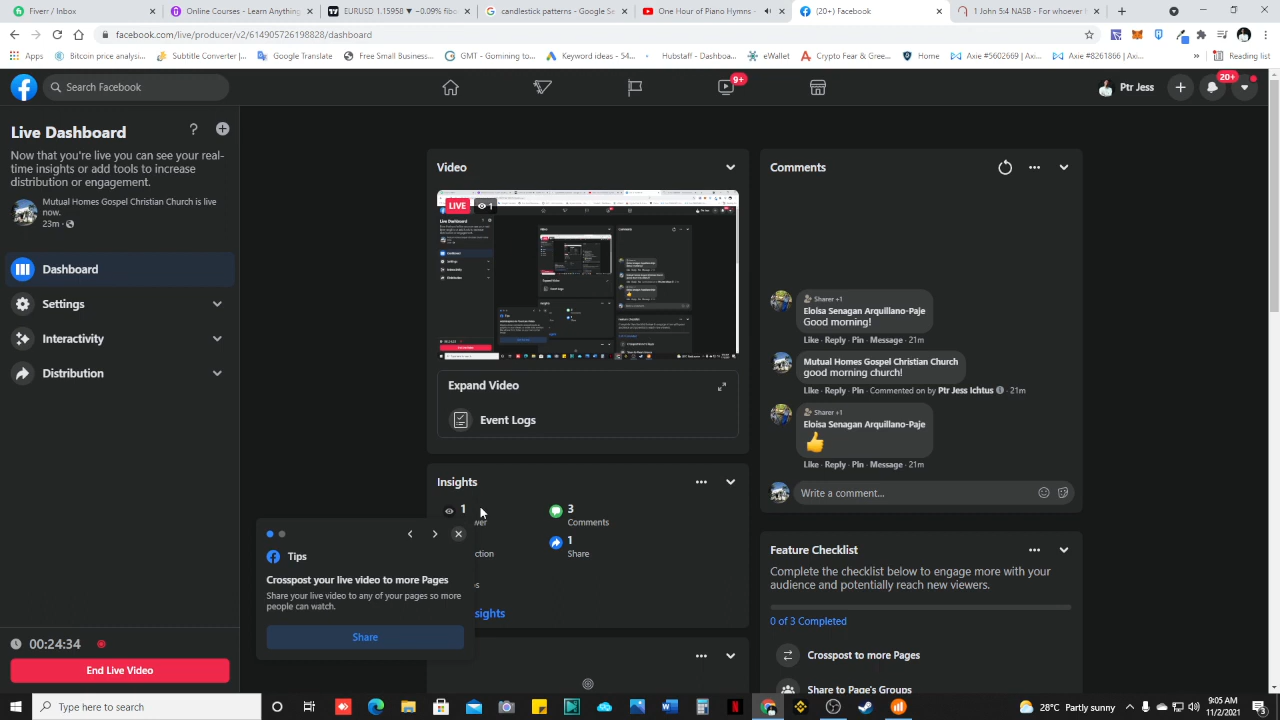 Fiverr / Inbox
Online Courses - Learn Anything
EURUSD 1.15950 ▼ −0.09% fibo
candlestick patterns - Google Se
One Hour of Piano Hymns -
(20+) Facebook
1 John 5:4 NASB - For whoever
facebook.com/live/producer/v2/614905726198828/dashboard
Apps
Bitcoin price analysi...
Subtitle Converter |...
Google Translate
Free Small Business...
GMT - Gomining to...
Keyword ideas - 54...
Hubstaff - Dashboa...
eWallet
Crypto Fear & Gree...
Home
Axie #5602669 | Axi...
Axie #8261866 | Axi...
Reading list
Search Facebook
9+
Ptr Jess
20+
Live Dashboard
Now that you're live you can see your real-
time insights or add tools to increase
distribution or engagement.
Mutual Homes Gospel Christian Church is live
now.
23m
Dashboard
Settings
Interactivity
Distribution
00:24:34
End Live Video
Video
LIVE
1
Expand Video
Event Logs
Insights
1
3
Comments
1
Share
Tips
Crosspost your live video to more Pages
Share your live video to any of your pages so more
people can watch.
Share
Comments
Sharer +1
Eloisa Senagan Arquillano-Paje
Good morning!
Like · Reply · Pin · Message · 21m
Mutual Homes Gospel Christian Church
good morning church!
Like · Reply · Pin · Commented on by Ptr Jess Ichtus · 21m
Sharer +1
Eloisa Senagan Arquillano-Paje
Like · Reply · Pin · Message · 21m
Write a comment...
Feature Checklist
Complete the checklist below to engage more with your
audience and potentially reach new viewers.
0 of 3 Completed
Crosspost to more Pages
Share to Page's Groups
Type here to search
28°C Partly sunny
9:05 AM
11/2/2021